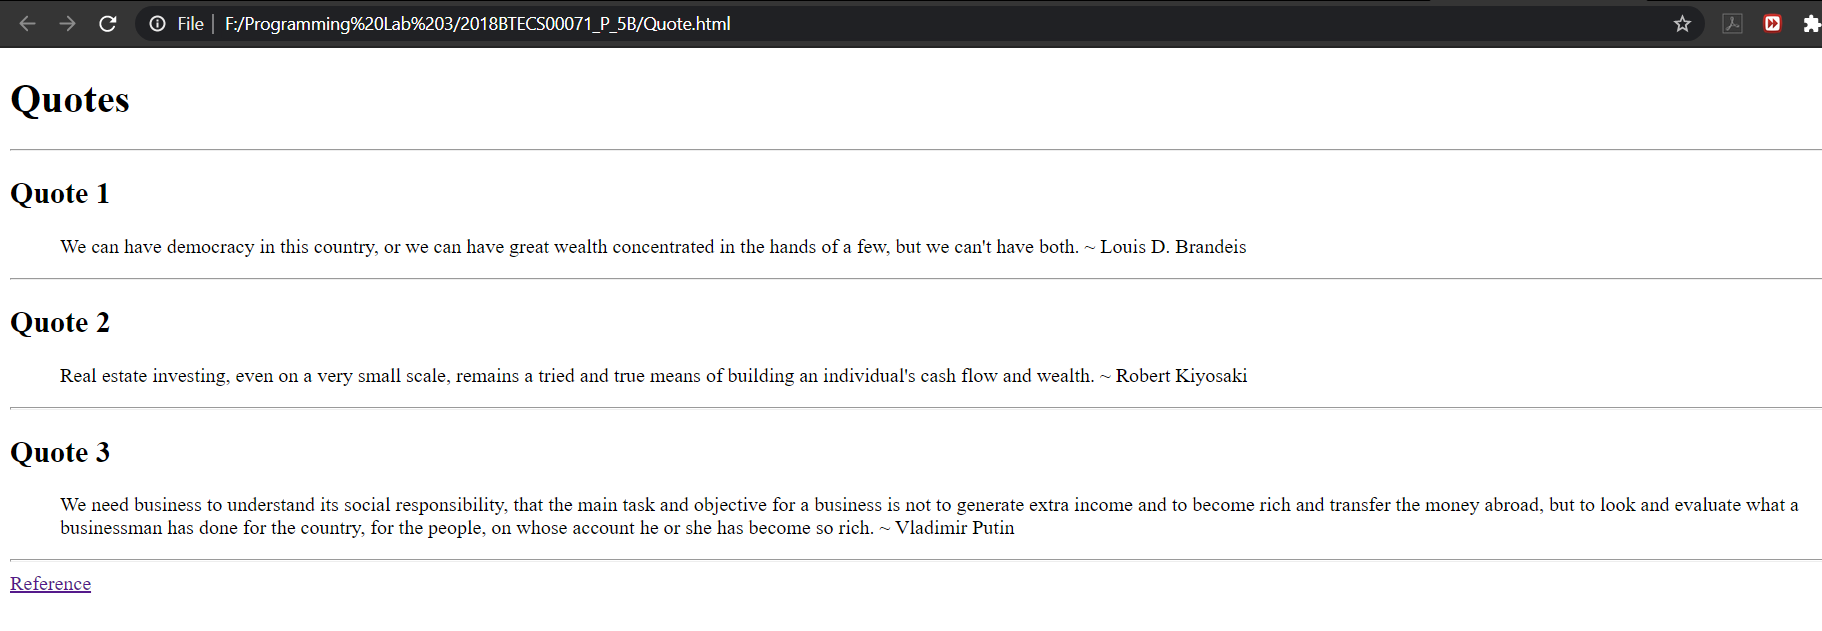 File | F:/Programming%20Lab%203/2018BTECS00071_P_5B/Quote.html
Quotes
Quote 1
We can have democracy in this country, or we can have great wealth concentrated in the hands of a few, but we can't have both. ~ Louis D. Brandeis
Quote 2
Real estate investing, even on a very small scale, remains a tried and true means of building an individual's cash flow and wealth. ~ Robert Kiyosaki
Quote 3
We need business to understand its social responsibility, that the main task and objective for a business is not to generate extra income and to become rich and transfer the money abroad, but to look and evaluate what a
businessman has done for the country, for the people, on whose account he or she has become so rich. ~ Vladimir Putin
Reference